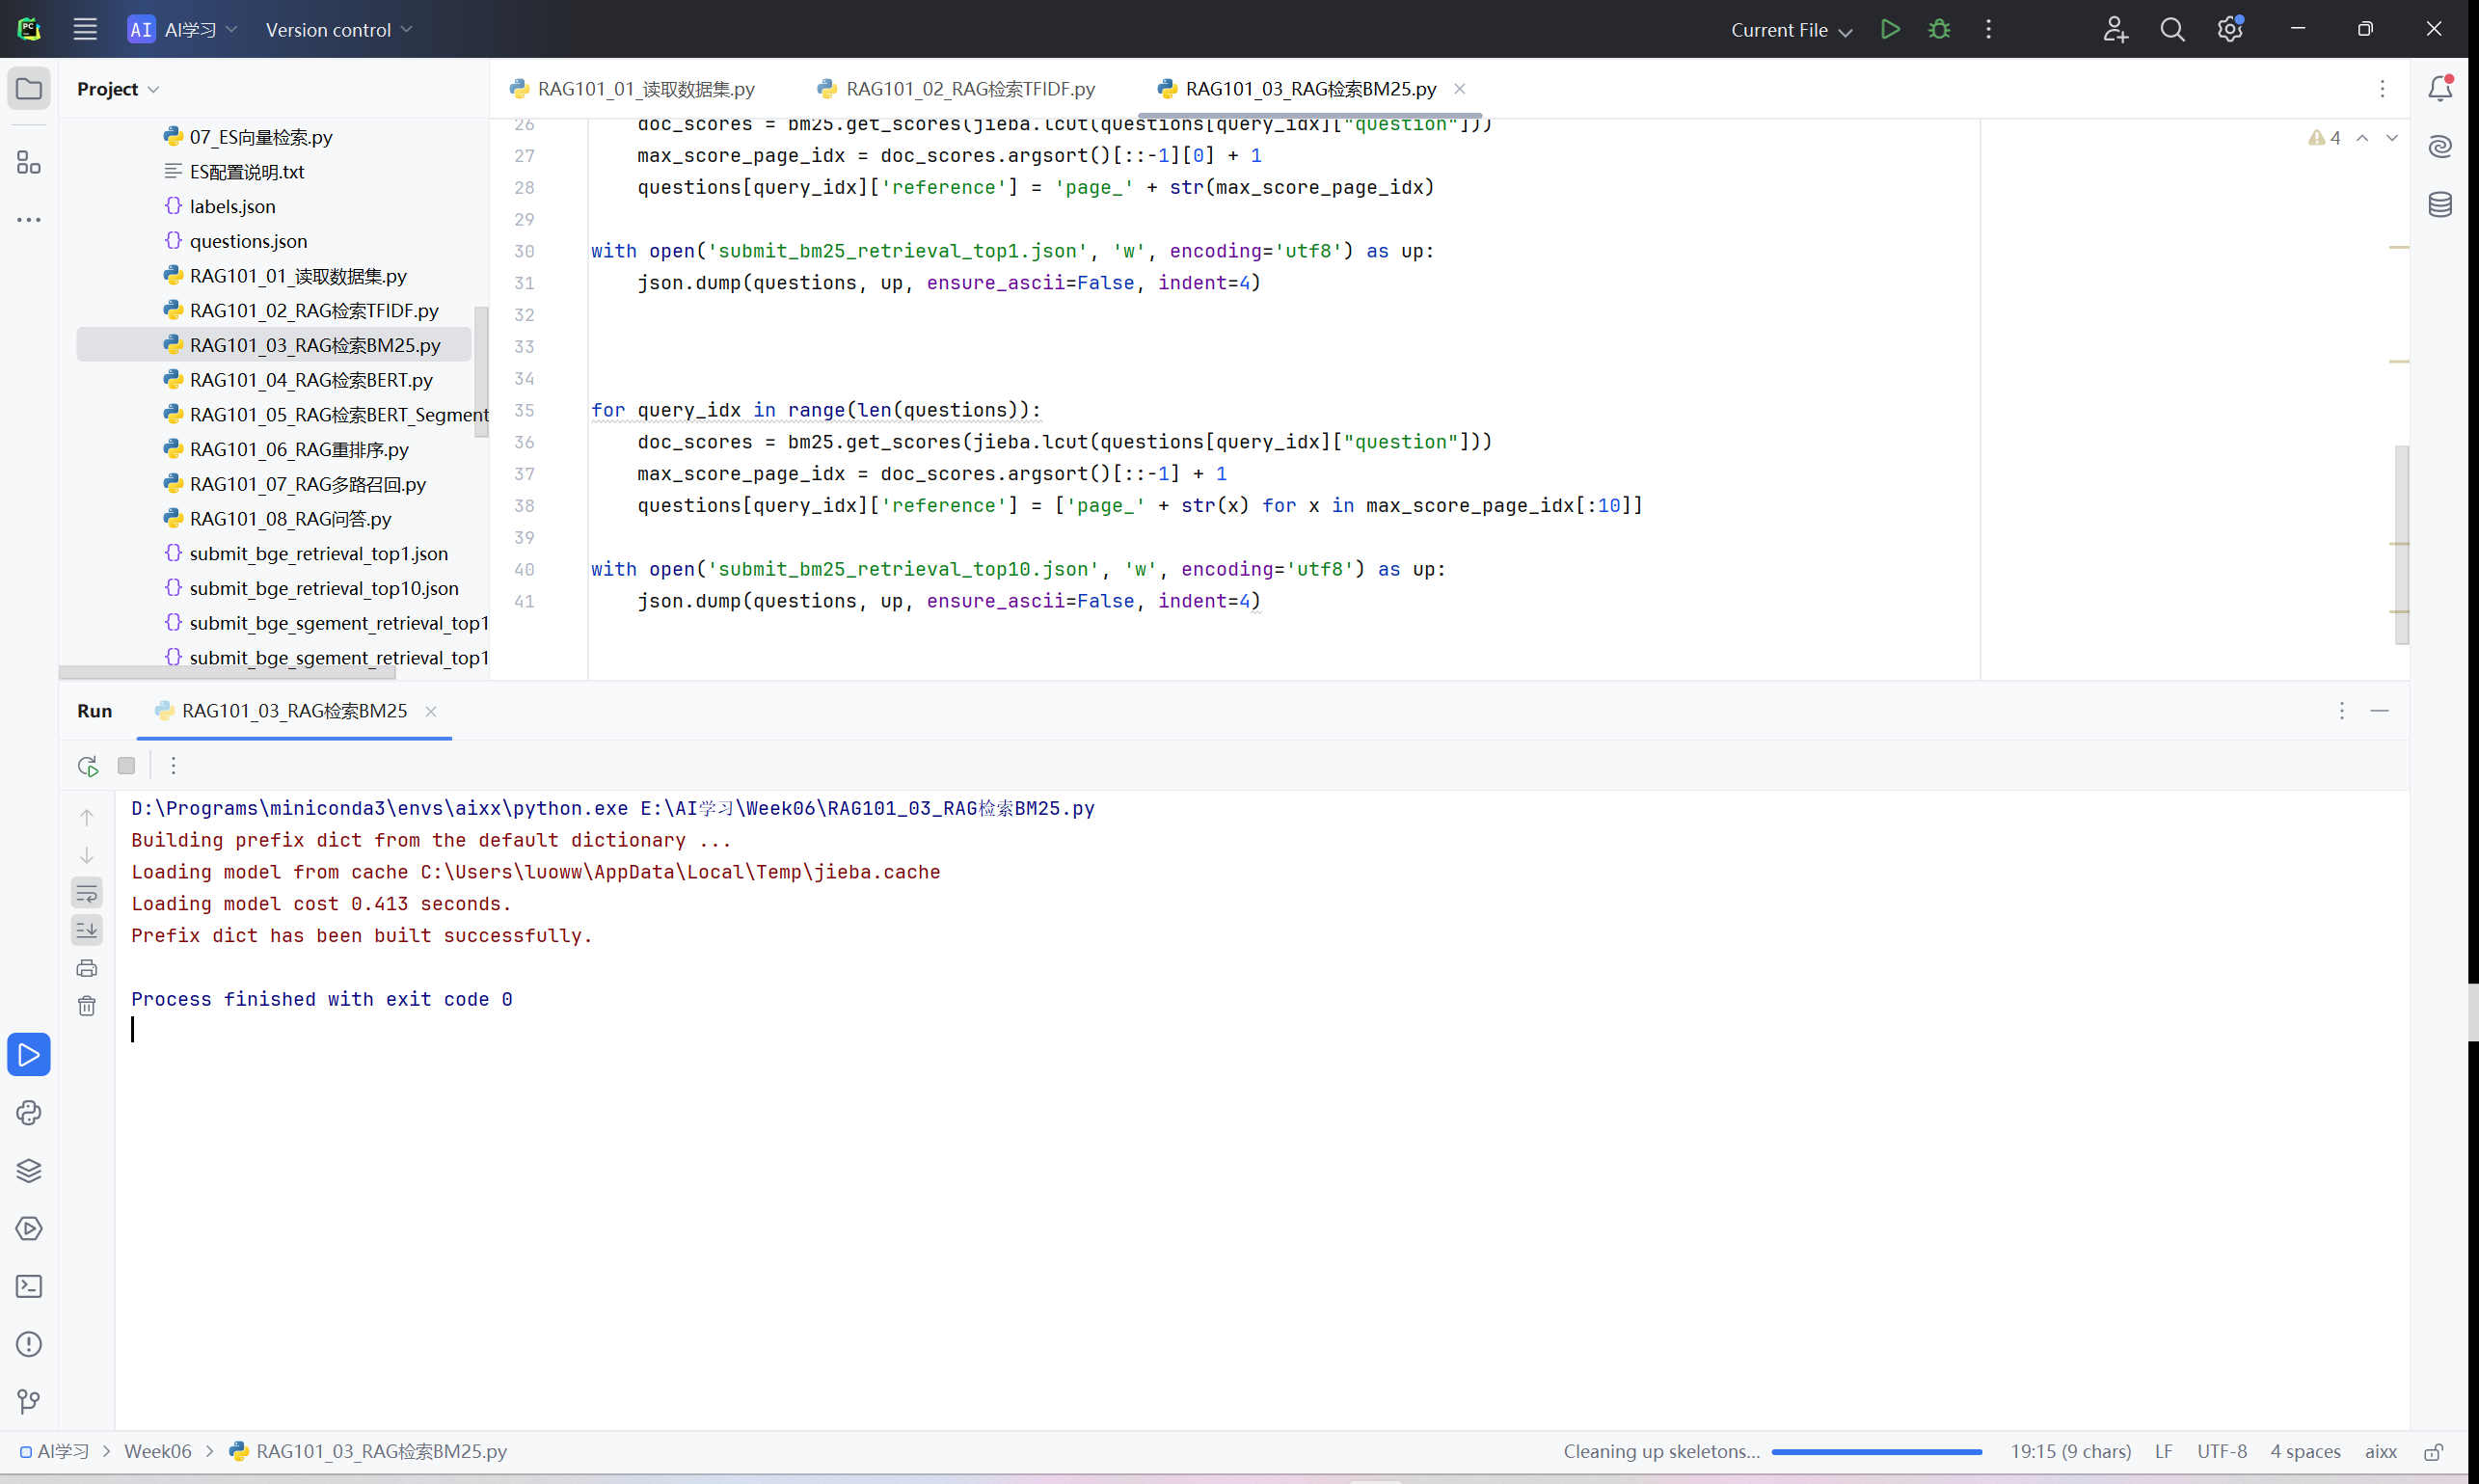 PC AI AI学习 Version control Current File
Project
RAG101_01_读取数据集.py RAG101_02_RAG检索TFIDF.py RAG101_03_RAG检索BM25.py
07_ES向量检索.py
ES配置说明.txt
labels.json
questions.json
RAG101_01_读取数据集.py
RAG101_02_RAG检索TFIDF.py
RAG101_03_RAG检索BM25.py
RAG101_04_RAG检索BERT.py
RAG101_05_RAG检索BERT_Segment
RAG101_06_RAG重排序.py
RAG101_07_RAG多路召回.py
RAG101_08_RAG问答.py
submit_bge_retrieval_top1.json
submit_bge_retrieval_top10.json
submit_bge_sgement_retrieval_top1
submit_bge_sgement_retrieval_top1
4
26 doc_scores = bm25.get_scores(jieba.lcut(questions[query_idx]["question"]))
27 max_score_page_idx = doc_scores.argsort()[::-1][0] + 1
28 questions[query_idx]['reference'] = 'page_' + str(max_score_page_idx)
29
30 with open('submit_bm25_retrieval_top1.json', 'w', encoding='utf8') as up:
31 json.dump(questions, up, ensure_ascii=False, indent=4)
32
33
34
35 for query_idx in range(len(questions)):
36 doc_scores = bm25.get_scores(jieba.lcut(questions[query_idx]["question"]))
37 max_score_page_idx = doc_scores.argsort()[::-1] + 1
38 questions[query_idx]['reference'] = ['page_' + str(x) for x in max_score_page_idx[:10]]
39
40 with open('submit_bm25_retrieval_top10.json', 'w', encoding='utf8') as up:
41 json.dump(questions, up, ensure_ascii=False, indent=4)
Run RAG101_03_RAG检索BM25
D:\Programs\miniconda3\envs\aixx\python.exe E:\AI学习\Week06\RAG101_03_RAG检索BM25.py
Building prefix dict from the default dictionary ...
Loading model from cache C:\Users\luoww\AppData\Local\Temp\jieba.cache
Loading model cost 0.413 seconds.
Prefix dict has been built successfully.
Process finished with exit code 0
AI学习 > Week06 > RAG101_03_RAG检索BM25.py Cleaning up skeletons... 19:15 (9 chars) LF UTF-8 4 spaces aixx